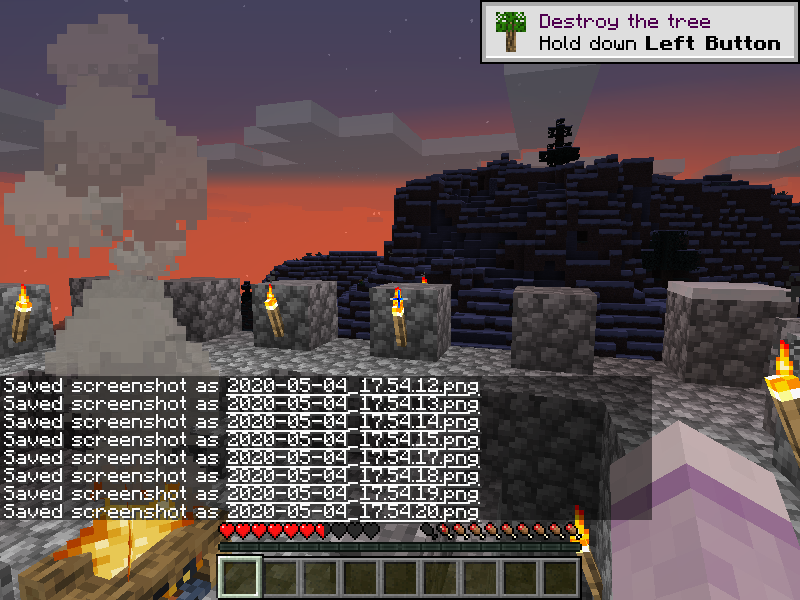 Destroy the tree
Hold down Left Button
Saved screenshot as 2020-05-04_17.54.12.png
Saved screenshot as 2020-05-04_17.54.13.png
Saved screenshot as 2020-05-04_17.54.14.png
Saved screenshot as 2020-05-04_17.54.15.png
Saved screenshot as 2020-05-04_17.54.17.png
Saved screenshot as 2020-05-04_17.54.18.png
Saved screenshot as 2020-05-04_17.54.19.png
Saved screenshot as 2020-05-04_17.54.20.png